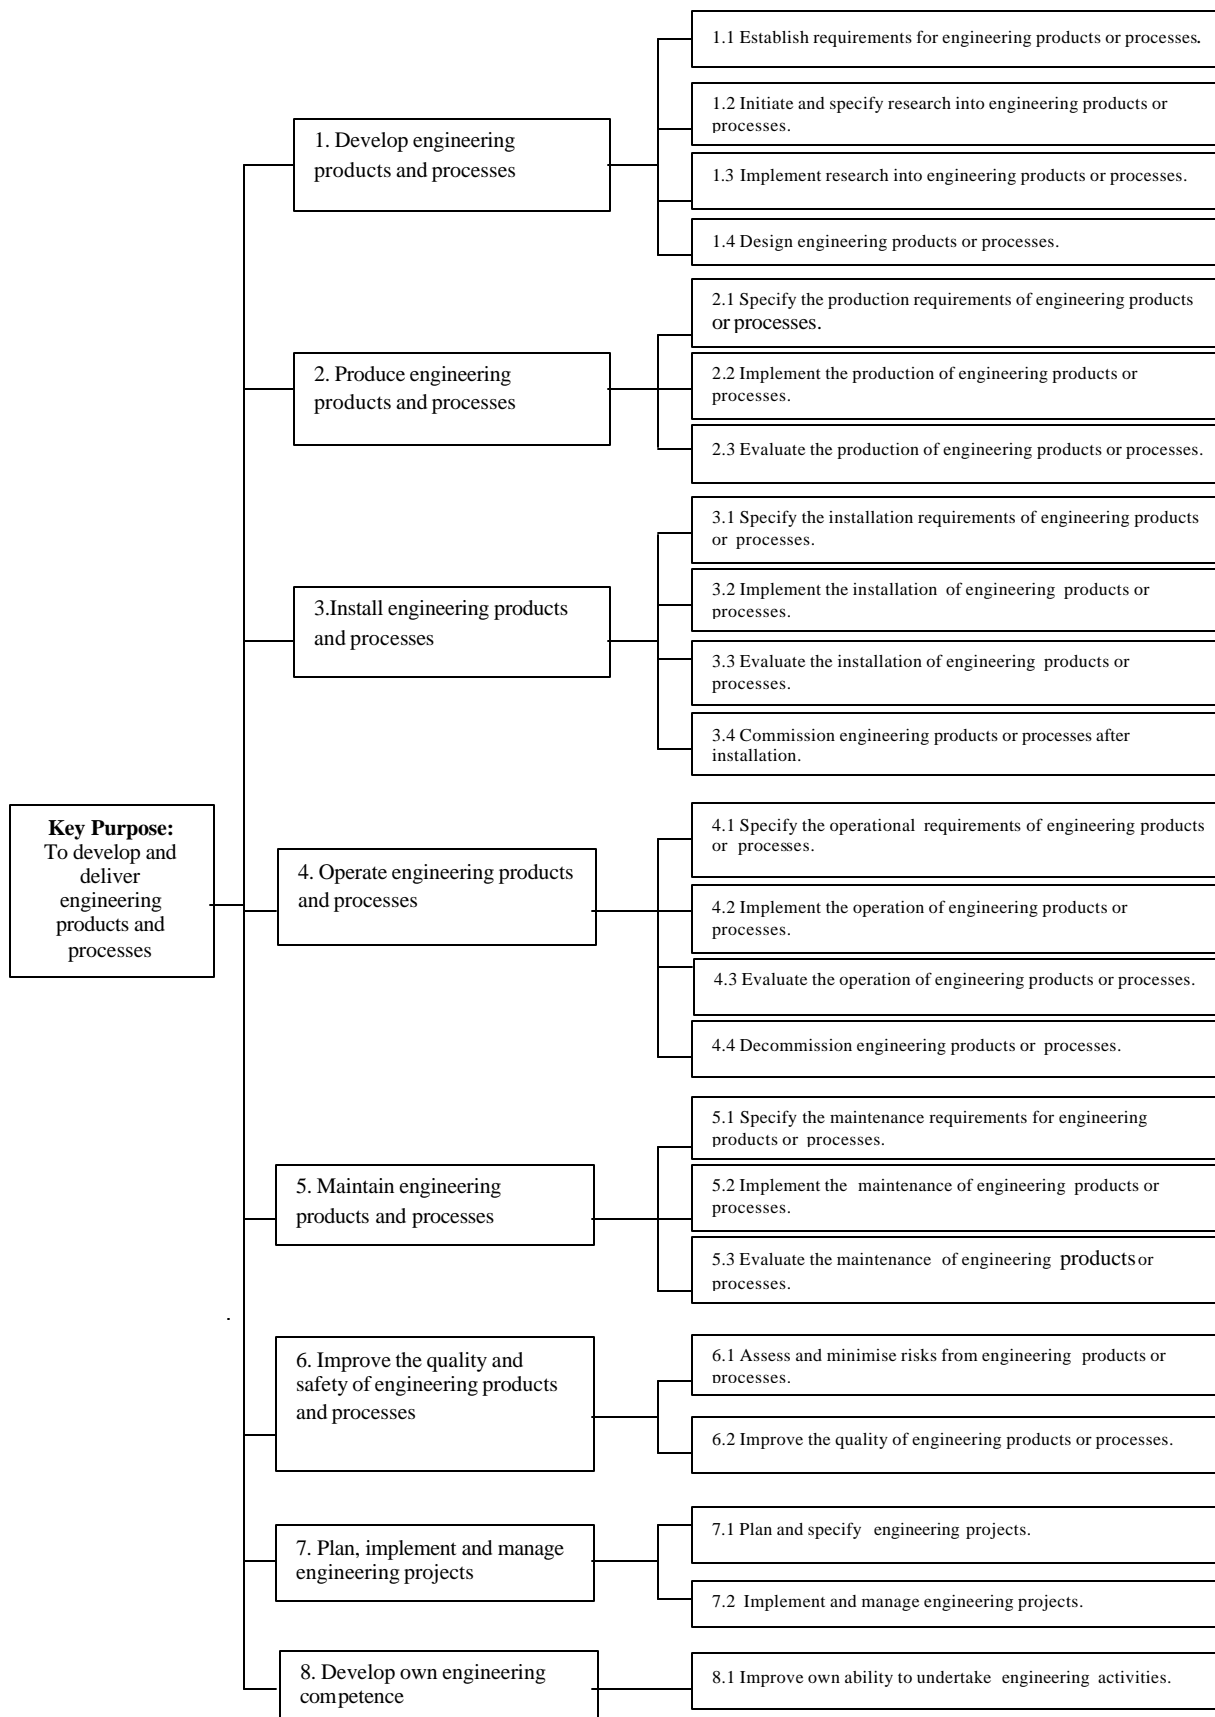 1.1 Establish requirements for engineering products or processes.
1.2 Initiate and specify research into engineering products or
processes.
1. Develop engineering
products and processes
1.3 Implement research into engineering products or processes.
1.4 Design engineering products or processes.
2.1 Specify the production requirements of engineering products
or processes.
2. Produce engineering
products and processes
2.2 Implement the production of engineering products or
processes.
2.3 Evaluate the production of engineering products or processes.
3.1 Specify the installation requirements of engineering products
or processes.
3.Install engineering products
and processes
3.2 Implement the installation of engineering products or
processes.
3.3 Evaluate the installation of engineering products or
processes.
3.4 Commission engineering products or processes after
installation.
Key Purpose:
To develop and
deliver
engineering
products and
processes
4. Operate engineering products
and processes
4.1 Specify the operational requirements of engineering products
or processes.
4.2 Implement the operation of engineering products or
processes.
4.3 Evaluate the operation of engineering products or processes.
4.4 Decommission engineering products or processes.
5.1 Specify the maintenance requirements for engineering
products or processes.
5. Maintain engineering
products and processes
5.2 Implement the maintenance of engineering products or
processes.
5.3 Evaluate the maintenance of engineering products or
processes.
6. Improve the quality and
safety of engineering products
and processes
6.1 Assess and minimise risks from engineering products or
processes.
6.2 Improve the quality of engineering products or processes.
7. Plan, implement and manage
engineering projects
7.1 Plan and specify engineering projects.
7.2 Implement and manage engineering projects.
8. Develop own engineering
competence
8.1 Improve own ability to undertake engineering activities.